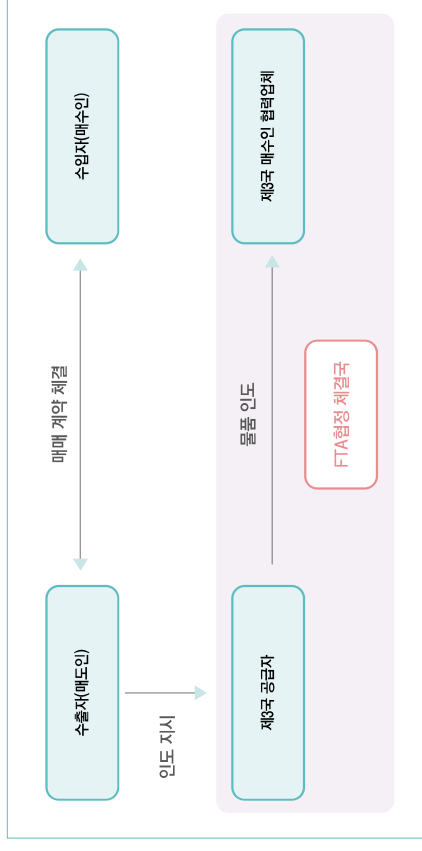 수출자(매도인)
매매 계약 체결
수입자(매수인)
인도 지시
제3국 공급자
물품 인도
제3국 매수인 협력업체
FTA협정 체결국